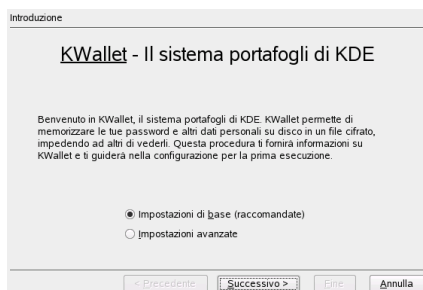 Introduzione
KWallet - Il sistema portafogli di KDE
Benvenuto in KWallet, il sistema portafogli di KDE. KWallet permette di
memorizzare le tue password e altri dati personali su disco in un file cifrato,
impedendo ad altri di vederli. Questa procedura ti fornirà informazioni su
KWallet e ti guiderà nella configurazione per la prima esecuzione.
Impostazioni di base (raccomandate)
Impostazioni avanzate
< Precedente Successivo > Fine Annulla